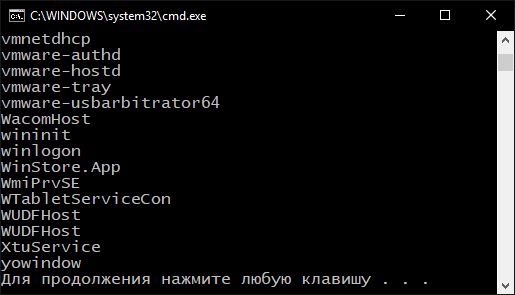 C:\WINDOWS\system32\cmd.exe
vmnetdhcp
vmware-authd
vmware-hostd
vmware-tray
vmware-usbarbitrator64
WacomHost
wininit
winlogon
WinStore.App
WmiPrvSE
WTabletServiceCon
WUDFHost
WUDFHost
XtuService
yowindow
Для продолжения нажмите любую клавишу . . .